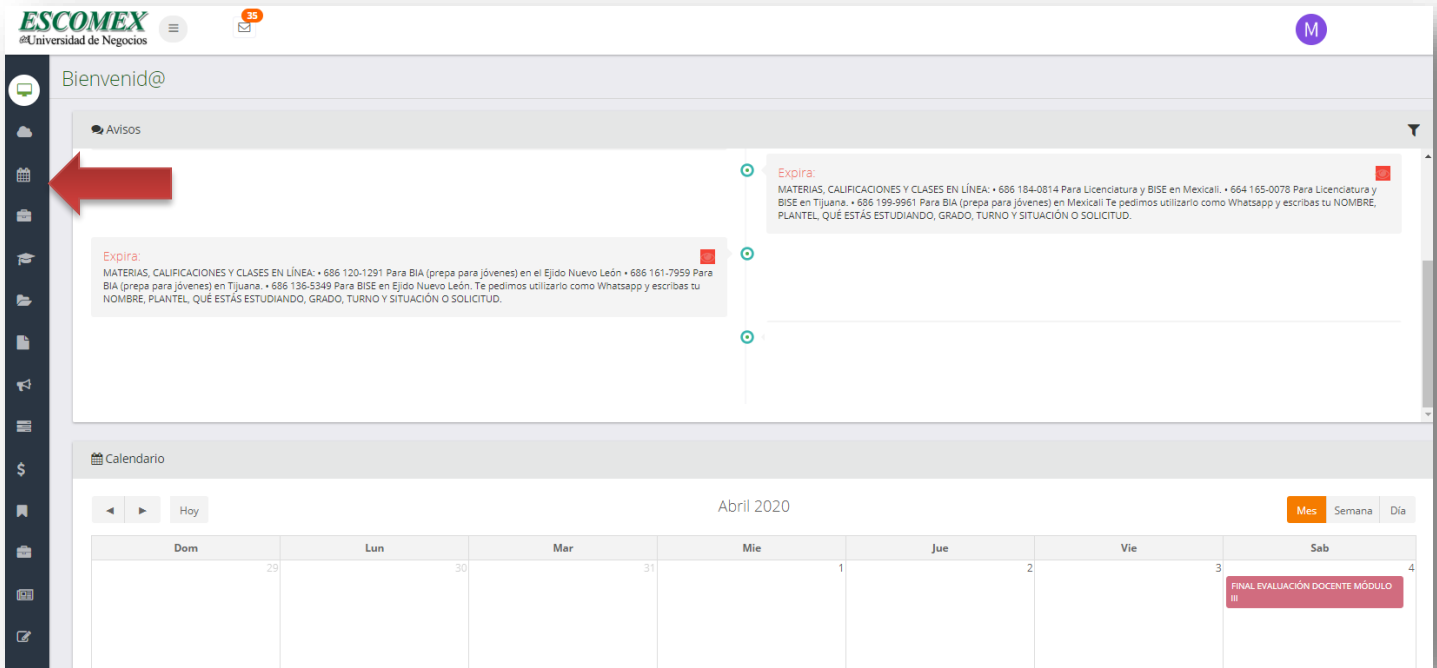 ESCOMEX
Universidad de Negocios
35
M
Bienvenid@
Avisos
Expira:
MATERIAS, CALIFICACIONES Y CLASES EN LÍNEA: • 686 184-0814 Para Licenciatura y BISE en Mexicali. • 664 165-0078 Para Licenciatura y
BISE en Tijuana. • 686 199-9961 Para BIA (prepa para jóvenes) en Mexicali Te pedimos utilizarlo como Whatsapp y escribas tu NOMBRE,
PLANTEL, QUÉ ESTÁS ESTUDIANDO, GRADO, TURNO Y SITUACIÓN O SOLICITUD.
Expira:
MATERIAS, CALIFICACIONES Y CLASES EN LÍNEA: • 686 120-1291 Para BIA (prepa para jóvenes) en el Ejido Nuevo León • 686 161-7959 Para
BIA (prepa para jóvenes) en Tijuana. • 686 136-5349 Para BISE en Ejido Nuevo León. Te pedimos utilizarlo como Whatsapp y escribas tu
NOMBRE, PLANTEL, QUÉ ESTÁS ESTUDIANDO, GRADO, TURNO Y SITUACIÓN O SOLICITUD.
Calendario
Hoy
Abril 2020
Mes Semana Día
Dom Lun Mar Mie Jue Vie Sab
29 30 31 1 2 3 4
FINAL EVALUACIÓN DOCENTE MÓDULO
III